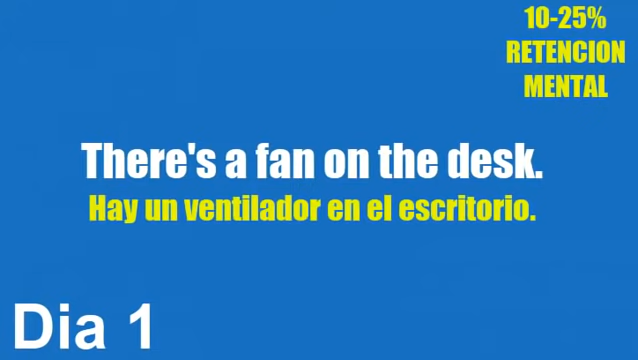 10-25%
RETENCION
MENTAL
There's a fan on the desk.
Hay un ventilador en el escritorio.
Dia 1